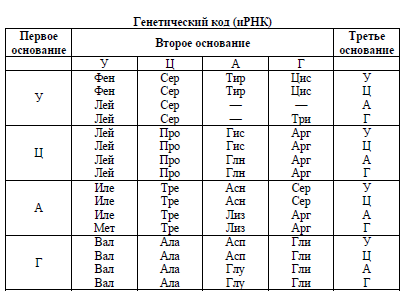 Генетический код (иРНК)
Первое основание Второе основание Третье основание
У Ц А Г
У Фен Сер Тир Цис У
Фен Сер Тир Цис Ц
Лей Сер — — А
Лей Сер — Три Г
Ц Лей Про Гис Арг У
Лей Про Гис Арг Ц
Лей Про Глн Арг А
Лей Про Глн Арг Г
А Иле Тре Асн Сер У
Иле Тре Асн Сер Ц
Иле Тре Лиз Арг А
Мет Тре Лиз Арг Г
Г Вал Ала Асп Гли У
Вал Ала Асп Гли Ц
Вал Ала Глу Гли А
Вал Ала Глу Гли Г